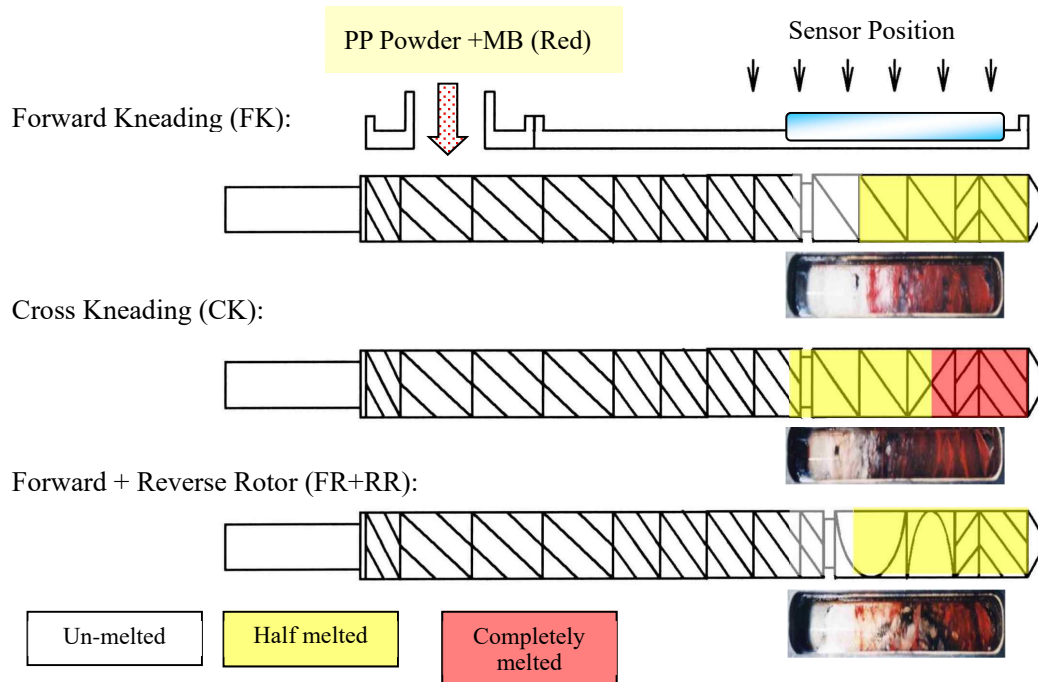 PP Powder +MB (Red)
Sensor Position
Forward Kneading (FK):
Cross Kneading (CK):
Forward + Reverse Rotor (FR+RR):
Un-melted
Half melted
Completely
melted